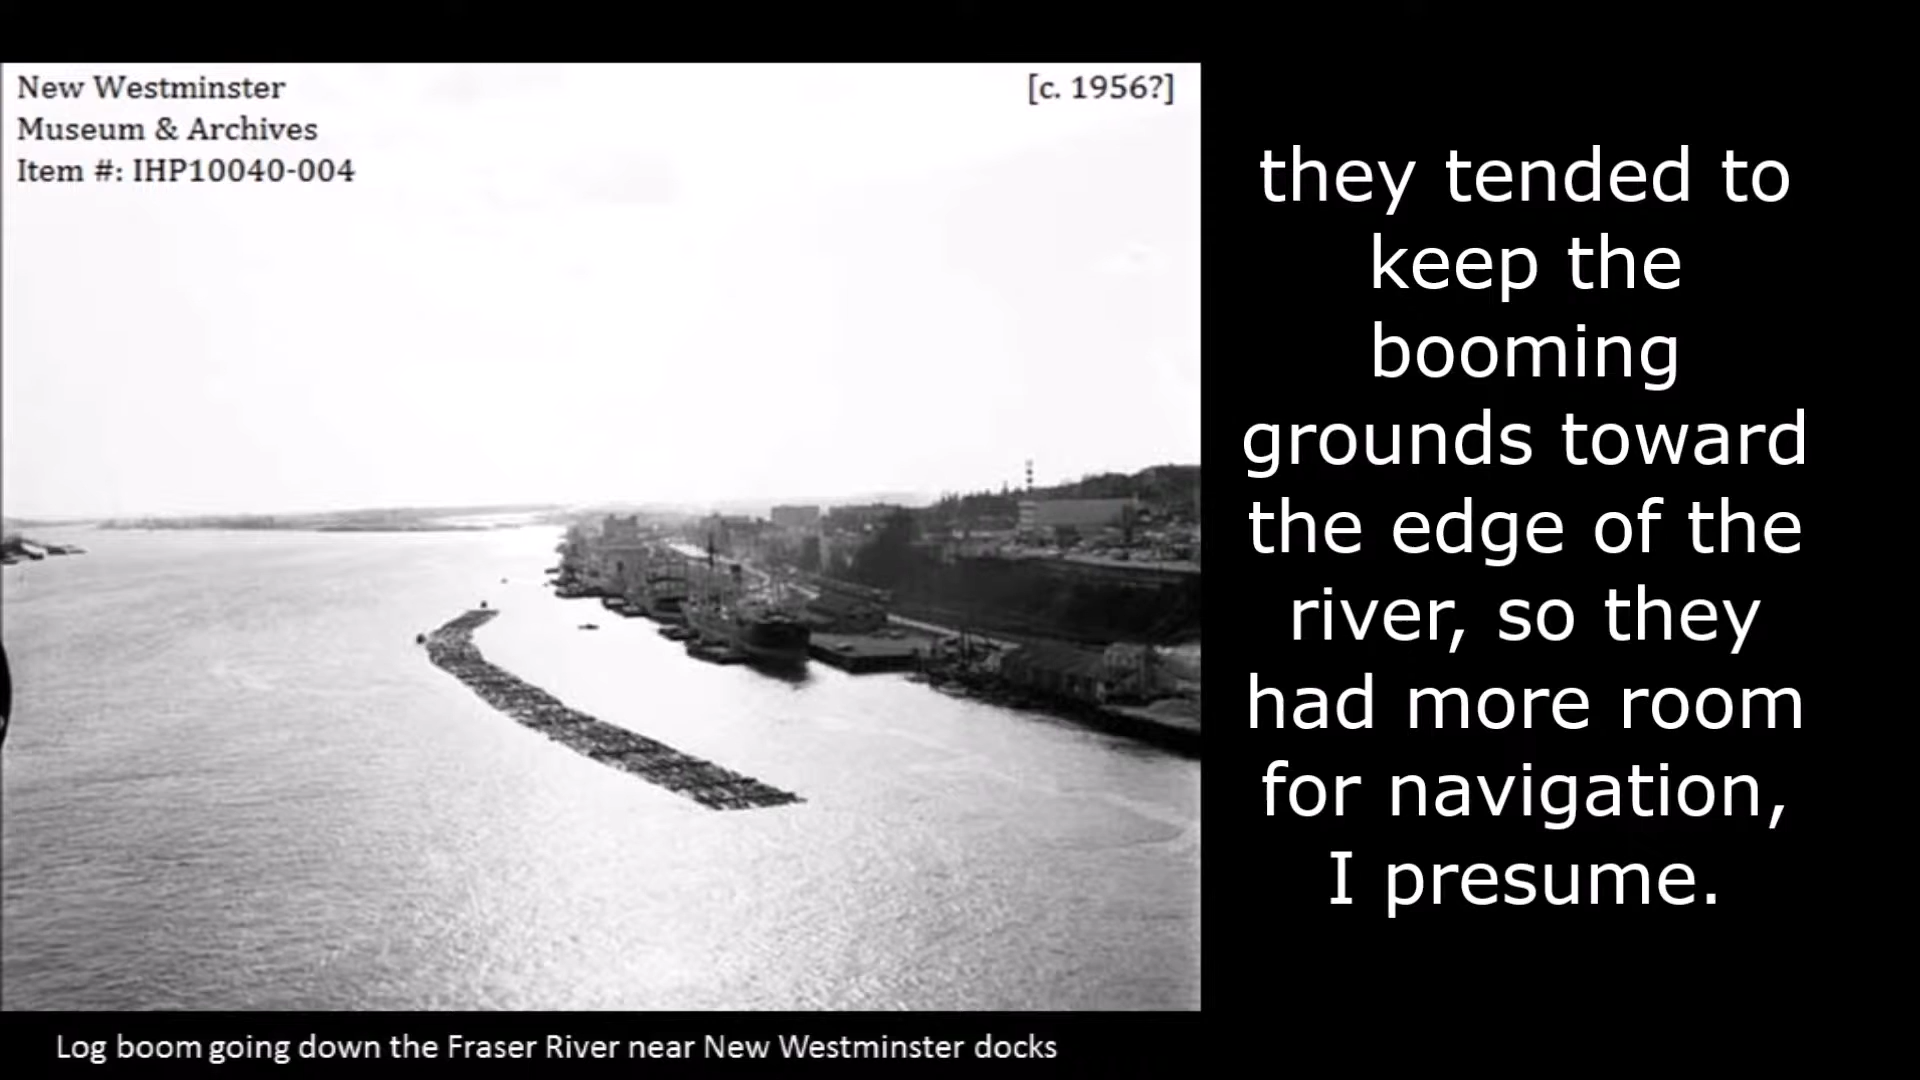 New Westminster
Museum & Archives
Item #: IHP10040-004
[c. 1956?]
they tended to
keep the
booming
grounds toward
the edge of the
river, so they
had more room
for navigation,
I presume.
Log boom going down the Fraser River near New Westminster docks